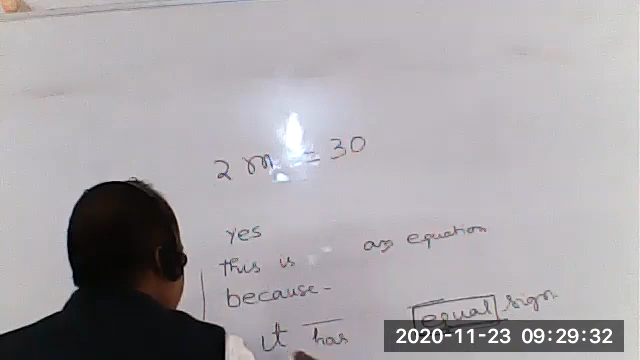 2m = 30
yes
this is an equation
because -
it has equal sign
2020-11-23 09:29:32